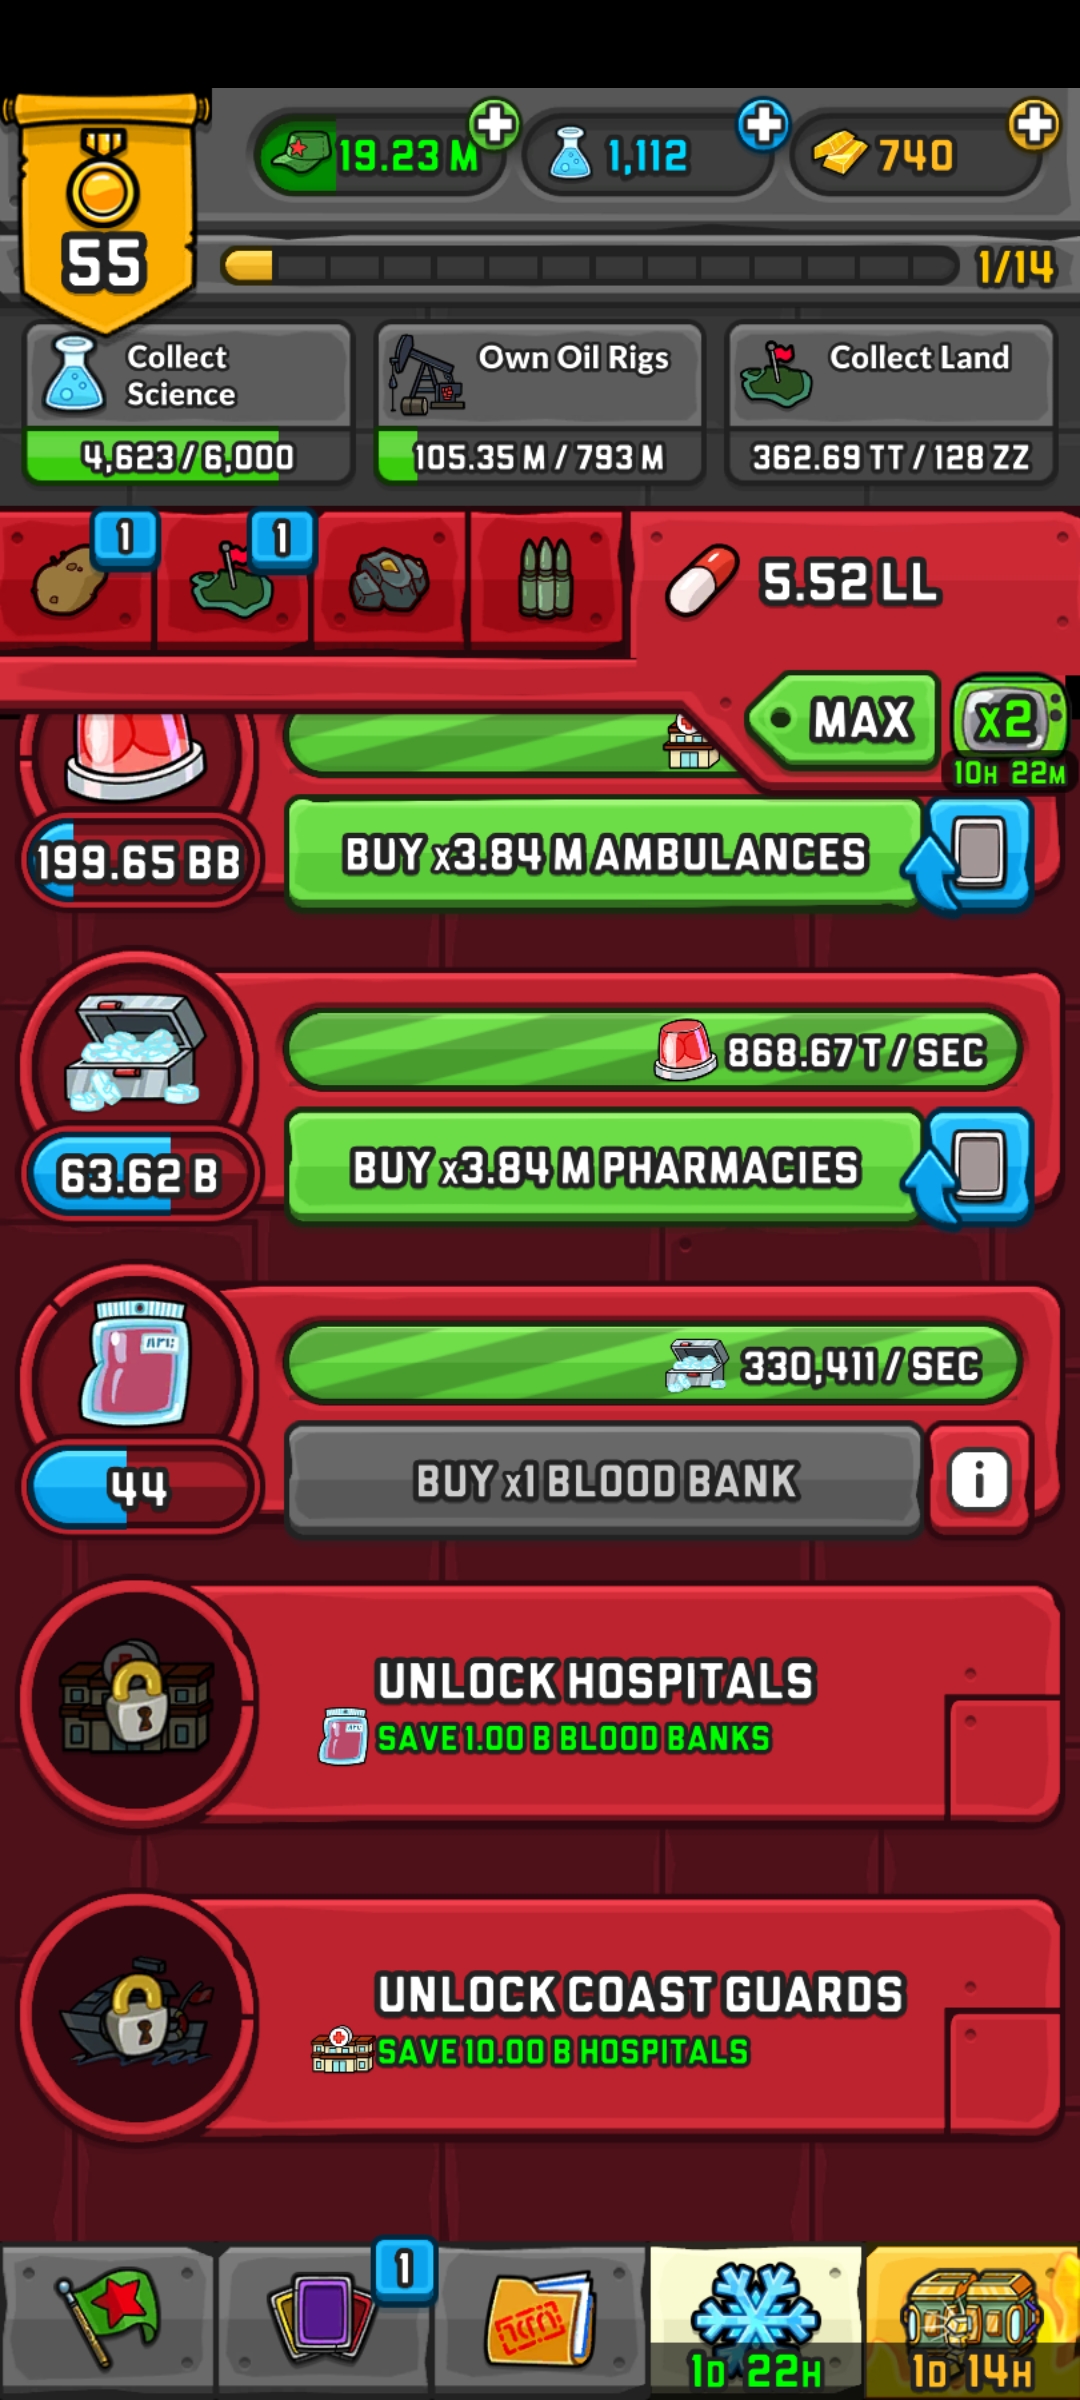 19.23 M
1,112
740
55
1/14
Collect
Science
4,623 / 6,000
Own Oil Rigs
105.35 M / 793 M
Collect Land
362.69 TT / 128 ZZ
1
1
5.52 LL
MAX
X2
10H 22M
199.65 BB
BUY x3.84 M AMBULANCES
868.67 T / SEC
63.62 B
BUY x3.84 M PHARMACIES
330,411 / SEC
44
BUY x1 BLOOD BANK
i
UNLOCK HOSPITALS
SAVE 1.00 B BLOOD BANKS
UNLOCK COAST GUARDS
SAVE 10.00 B HOSPITALS
1
1D 22H
1D 14H